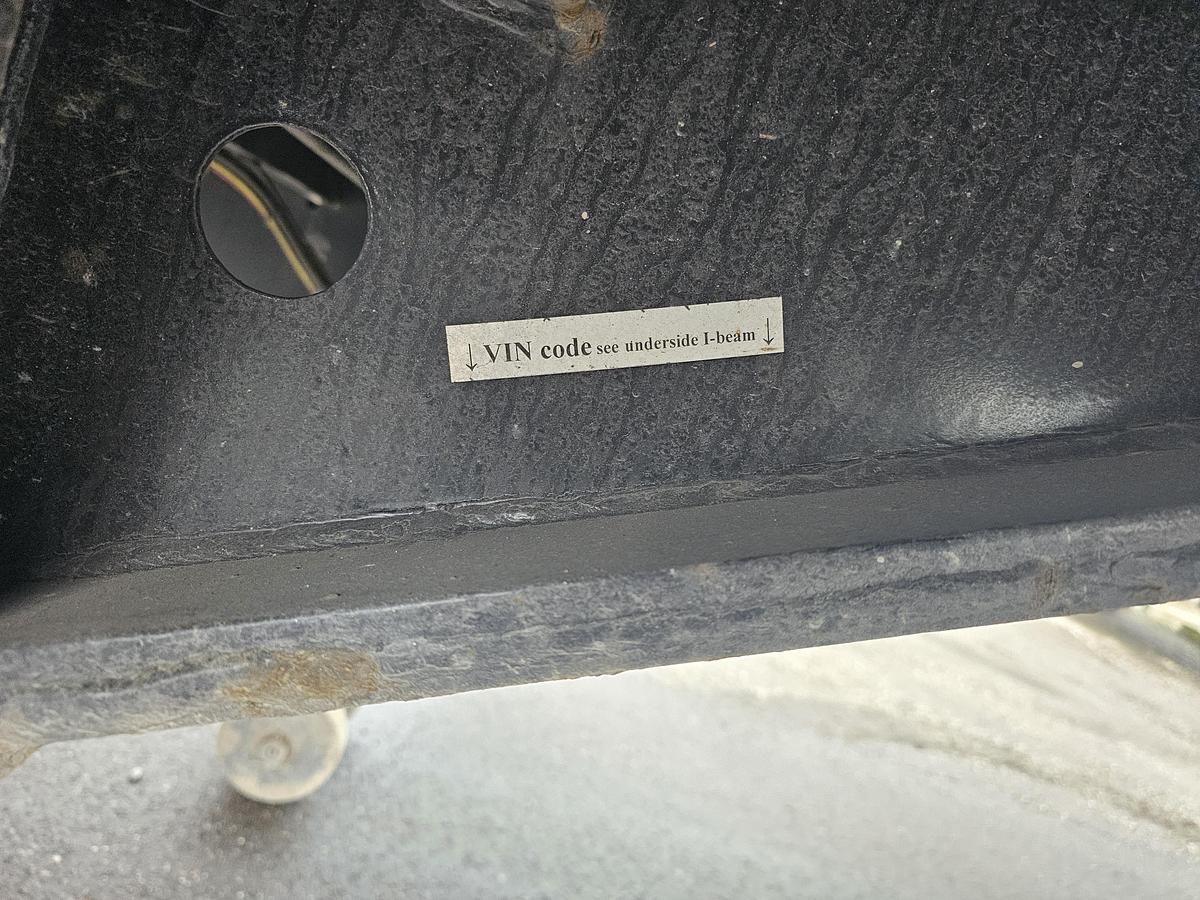 ↓ VIN code see underside I-beam ↓